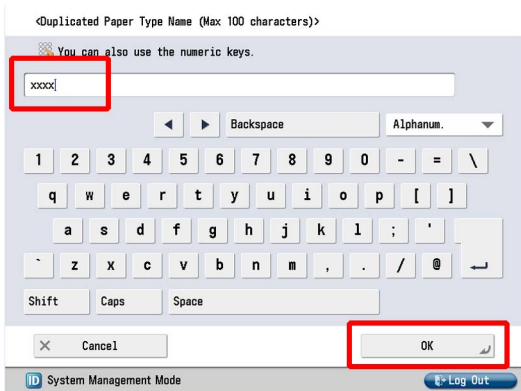 <Duplicated Paper Type Name (Max 100 characters)>
You can also use the numeric keys.
xxxx
◀ ▶ Backspace Alphanum.
1 2 3 4 5 6 7 8 9 0 - = \
q w e r t y u i o p [ ]
a s d f g h j k l ; '
` z x c v b n m , . / @
Shift Caps Space
Cancel OK
ID System Management Mode Log Out